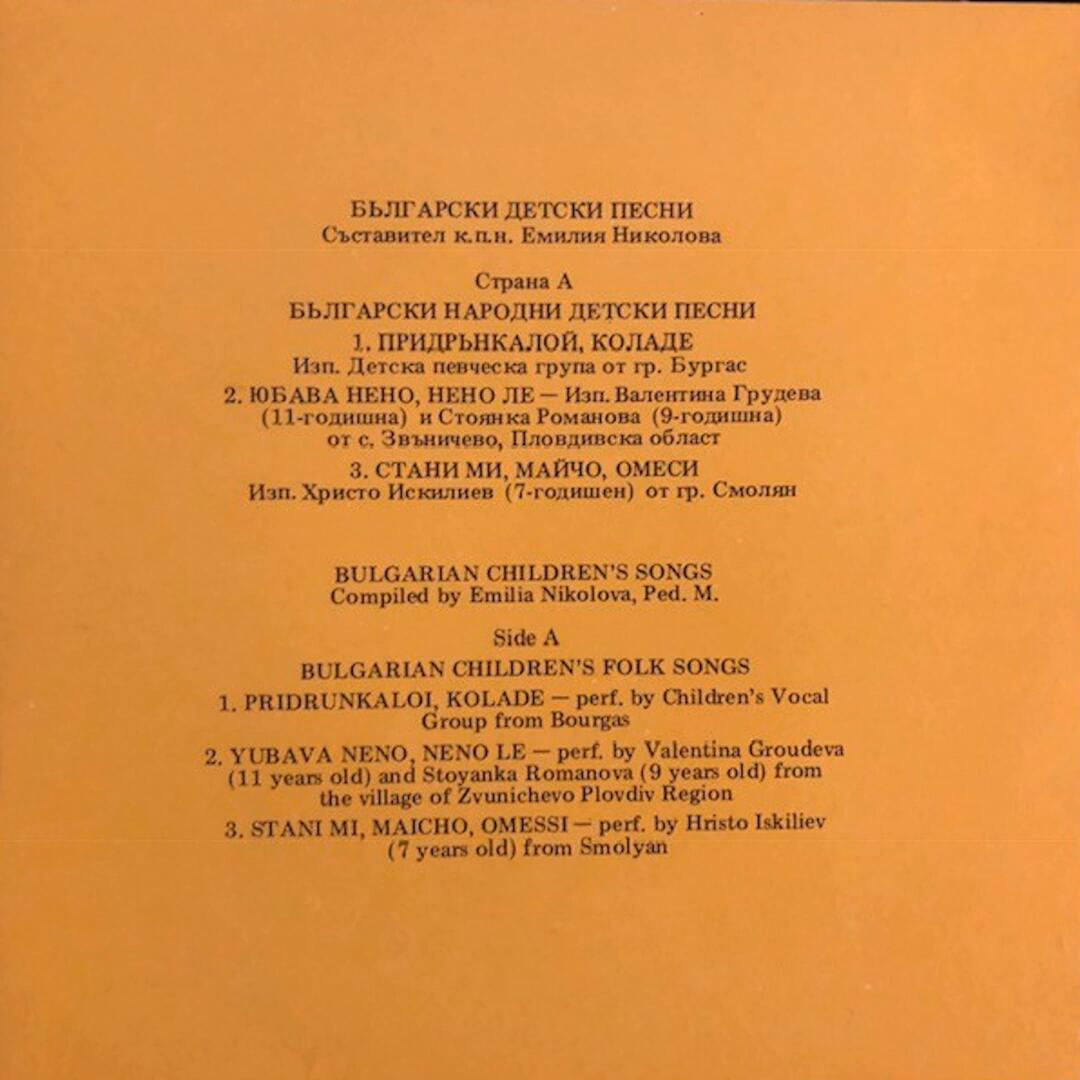 БЪЛГАРСКИ ДЕТСКИ ПЕСНИ
Съставител к.п.н. Емилия Николова
Страна А
БЪЛГАРСКИ НАРОДНИ ДЕТСКИ ПЕСНИ
1. ПРИДРЪНКАЛОЙ, КОЛАДЕ
Изп. Детска певческа група от гр. Бургас
2. ЮБАВА НЕНО, НЕНО ЛЕ — Изп. Валентина Грудева
(11-годишна) и Стоянка Романова (9-годишна)
от с. Звъничево, Пловдивска област
3. СТАНИ МИ, МАЙЧО, ОМЕСИ
Изп. Христо Искилиев (7-годишен) от гр. Смолян
BULGARIAN CHILDREN'S SONGS
Compiled by Emilia Nikolova, Ped. M.
Side A
BULGARIAN CHILDREN'S FOLK SONGS
1. PRIDRUNKALOI, KOLADE — perf. by Children's Vocal
Group from Bourgas
2. YUBAVA NENO, NENO LE — perf. by Valentina Groudeva
(11 years old) and Stoyanka Romanova (9 years old) from
the village of Zvunichevo Plovdiv Region
3. STANI MI, MAICHO, OMESSI — perf. by Hristo Iskiliev
(7 years old) from Smolyan